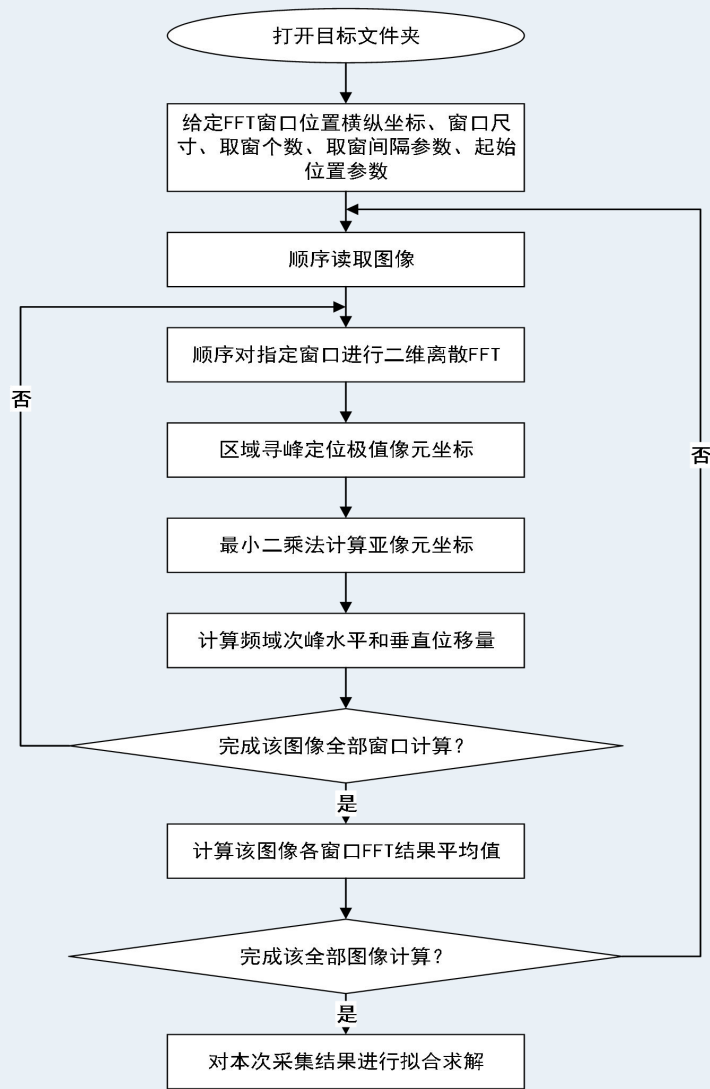 打开目标文件夹
给定FFT窗口位置横纵坐标、窗口尺
寸、取窗个数、取窗间隔参数、起始
位置参数
顺序读取图像
顺序对指定窗口进行二维离散FFT
否
区域寻峰定位极值像元坐标
否
最小二乘法计算亚像元坐标
计算频域次峰水平和垂直位移量
完成该图像全部窗口计算？
是
计算该图像各窗口FFT结果平均值
完成该全部图像计算？
是
对本次采集结果进行拟合求解